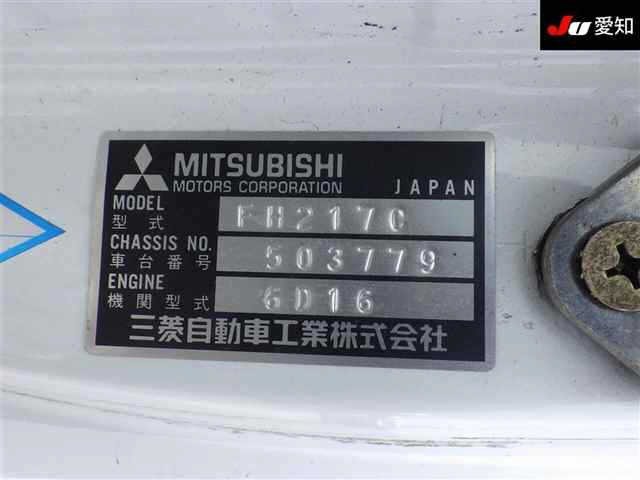 JU 愛知
MITSUBISHI
MOTORS CORPORATION JAPAN
MODEL
型式 FH217C
CHASSIS NO.
車台番号 503779
ENGINE
機関型式 6D16
三菱自動車工業株式会社